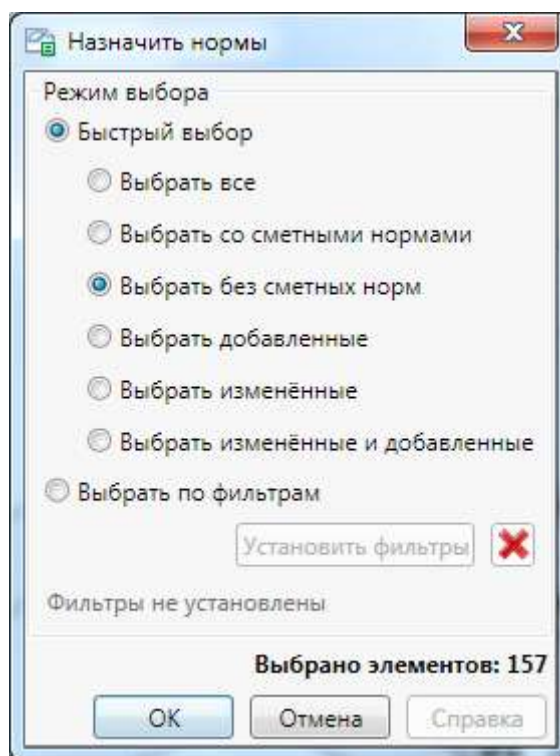 Назначить нормы
Режим выбора
Быстрый выбор
Выбрать все
Выбрать со сметными нормами
Выбрать без сметных норм
Выбрать добавленные
Выбрать изменённые
Выбрать изменённые и добавленные
Выбрать по фильтрам
Установить фильтры
Фильтры не установлены
Выбрано элементов: 157
ОК Отмена Справка